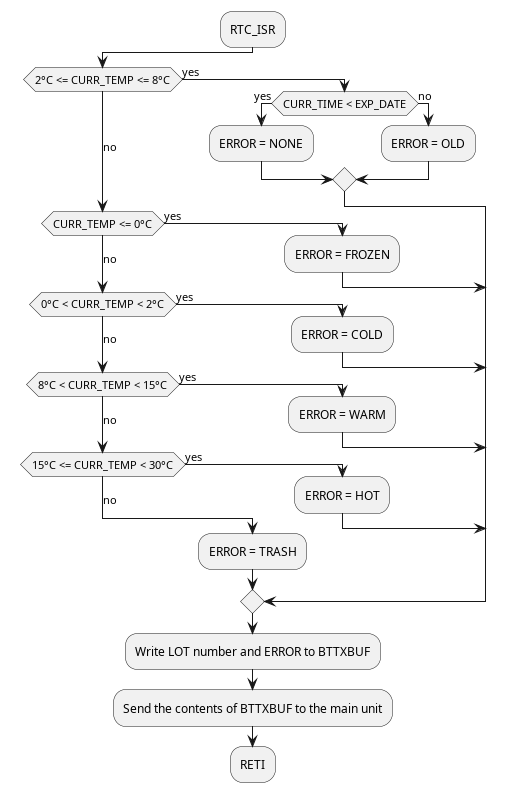 RTC_ISR
2°C <= CURR_TEMP <= 8°C
yes
CURR_TIME < EXP_DATE
yes
no
ERROR = NONE
ERROR = OLD
no
CURR_TEMP <= 0°C
yes
ERROR = FROZEN
no
0°C < CURR_TEMP < 2°C
yes
ERROR = COLD
no
8°C < CURR_TEMP < 15°C
yes
ERROR = WARM
no
15°C <= CURR_TEMP < 30°C
yes
ERROR = HOT
no
ERROR = TRASH
Write LOT number and ERROR to BTTXBUF
Send the contents of BTTXBUF to the main unit
RETI